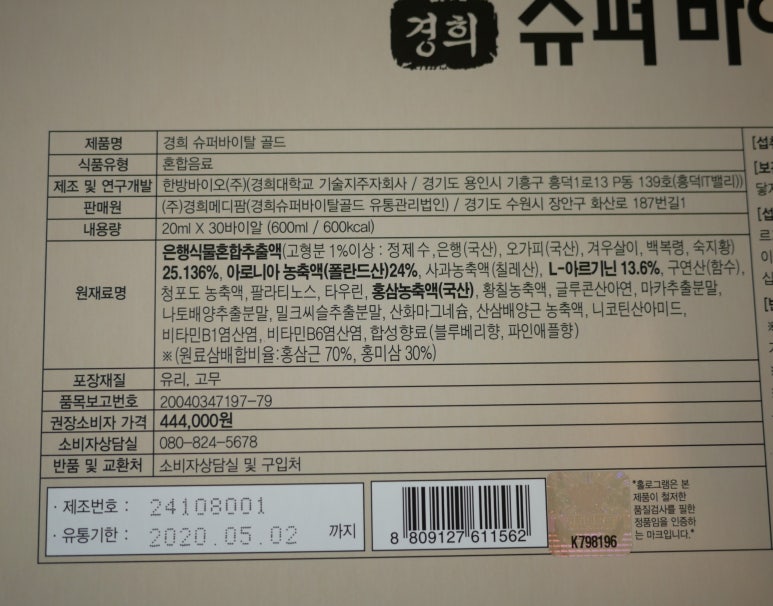 경희 슈퍼 바
제품명 경희 슈퍼바이탈 골드
식품유형 혼합음료
제조 및 연구개발 한방바이오(주)(경희대학교 기술지주자회사 / 경기도 용인시 기흥구 흥덕1로13 P동 139호(흥덕IT밸리))
판매원 (주)경희메디팜(경희슈퍼바이탈골드 유통관리법인) / 경기도 수원시 장안구 화산로 187번길1
내용량 20ml X 30바이알 (600ml / 600kcal)
원재료명
은행식물혼합추출액(고형분 1%이상 : 정제수,은행(국산), 오가피(국산), 겨우살이, 백복령, 숙지황)
25.136%, 아로니아 농축액(폴란드산)24%, 사과농축액(칠레산), L-아르기닌 13.6%, 구연산(함수),
청포도 농축액, 팔라티노스, 타우린, 홍삼농축액(국산), 황칠농축액, 글루콘산아연, 마카추출분말,
나토배양추출분말, 밀크씨슬추출분말, 산화마그네슘, 산삼배양근 농축액, 니코틴산아미드,
비타민B1염산염, 비타민B6염산염, 합성향료(블루베리향, 파인애플향)
※(원료삼배합비율:홍삼근 70%, 홍미삼 30%)
포장재질 유리, 고무
품목보고번호 20040347197-79
권장소비자 가격 444,000원
소비자상담실 080-824-5678
반품 및 교환처 소비자상담실 및 구입처
· 제조번호 : 24108001
· 유통기한 : 2020.05.02 까지
8 809127 611562
K798196
*홀로그램은 본
제품이 철저한
품질검사를 필한
정품임을 인증하
는 마크입니다.*